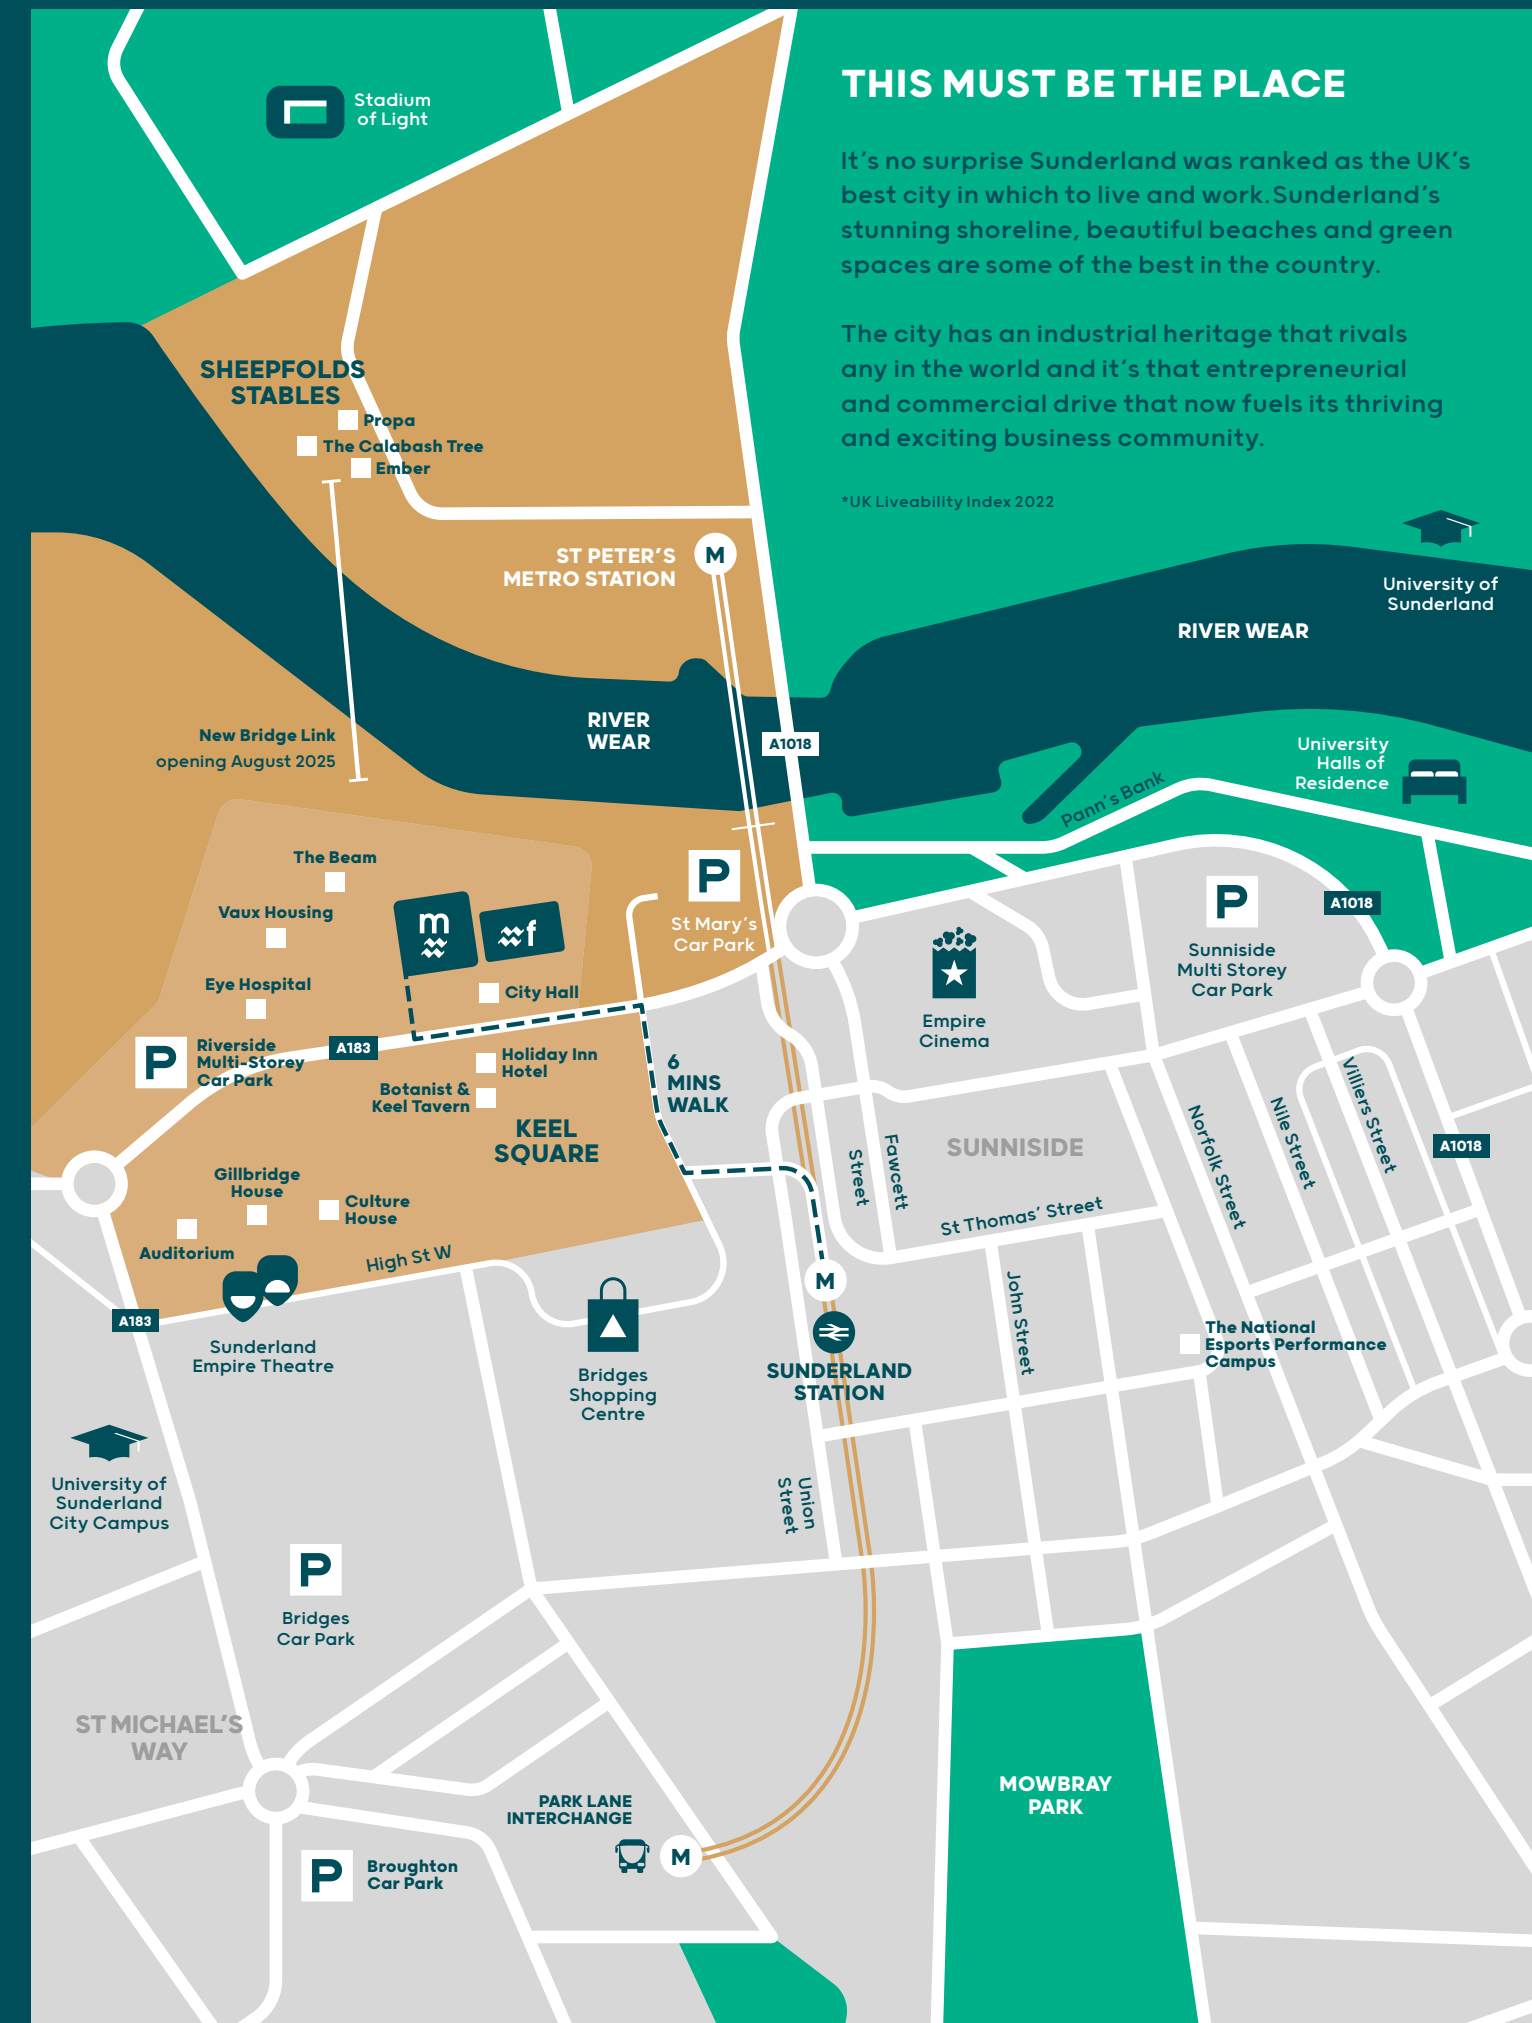 THIS MUST BE THE PLACE
It's no surprise Sunderland was ranked as the UK's
best city in which to live and work.Sunderland's
stunning shoreline, beautiful beaches and green
spaces are some of the best in the country.
The city has an industrial heritage that rivals
any in the world and it's that entrepreneurial
and commercial drive that now fuels its thriving
and exciting business community.
*UK Liveability Index 2022
Stadium
of Light
SHEEPFOLDS
STABLES
Propa
The Calabash Tree
Ember
ST PETER'S
METRO STATION
M
University of
Sunderland
RIVER WEAR
RIVER
WEAR
A1018
New Bridge Link
opening August 2025
University
Halls of
Residence
Pann's Bank
The Beam
Vaux Housing
Eye Hospital
m
f
City Hall
P
St Mary's
Car Park
P
Sunniside
Multi Storey
Car Park
A1018
Empire
Cinema
P
Riverside
Multi-Storey
Car Park
A183
Holiday Inn
Hotel
Botanist &
Keel Tavern
6
MINS
WALK
KEEL
SQUARE
SUNNISIDE
Fawcett
Street
St Thomas' Street
Norfolk Street
Nile Street
Villiers Street
A1018
Gillbridge
House
Culture
House
Auditorium
High St W
A183
Sunderland
Empire Theatre
Bridges
Shopping
Centre
M
SUNDERLAND
STATION
John Street
The National
Esports Performance
Campus
University of
Sunderland
City Campus
Union
Street
P
Bridges
Car Park
ST MICHAEL'S
WAY
PARK LANE
INTERCHANGE
M
MOWBRAY
PARK
P
Broughton
Car Park